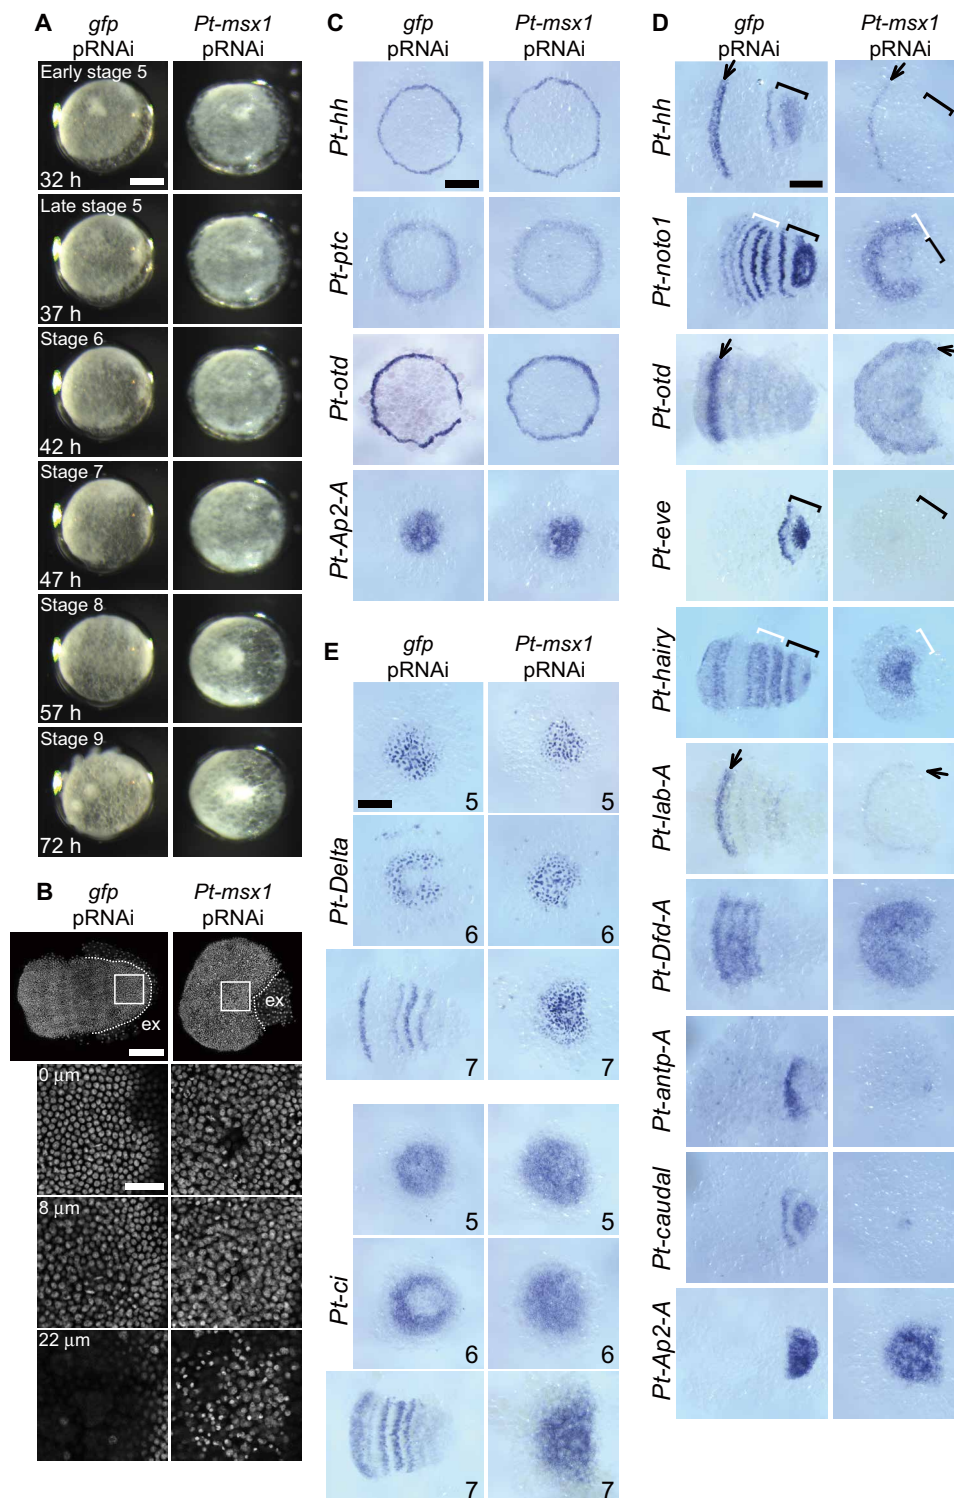 A
gfp
pRNAi
Pt-msx1
pRNAi
Early stage 5
32 h
Late stage 5
37 h
Stage 6
42 h
Stage 7
47 h
Stage 8
57 h
Stage 9
72 h
B
gfp
pRNAi
Pt-msx1
pRNAi
ex
ex
0 μm
8 μm
22 μm
C
gfp
pRNAi
Pt-msx1
pRNAi
Pt-hh
Pt-ptc
Pt-otd
Pt-Ap2-A
E
gfp
pRNAi
Pt-msx1
pRNAi
Pt-Delta
5
5
6
6
7
7
Pt-ci
5
5
6
6
7
7
D
gfp
pRNAi
Pt-msx1
pRNAi
Pt-hh
Pt-noto1
Pt-otd
Pt-eve
Pt-hairy
Pt-lab-A
Pt-Dfd-A
Pt-antp-A
Pt-caudal
Pt-Ap2-A